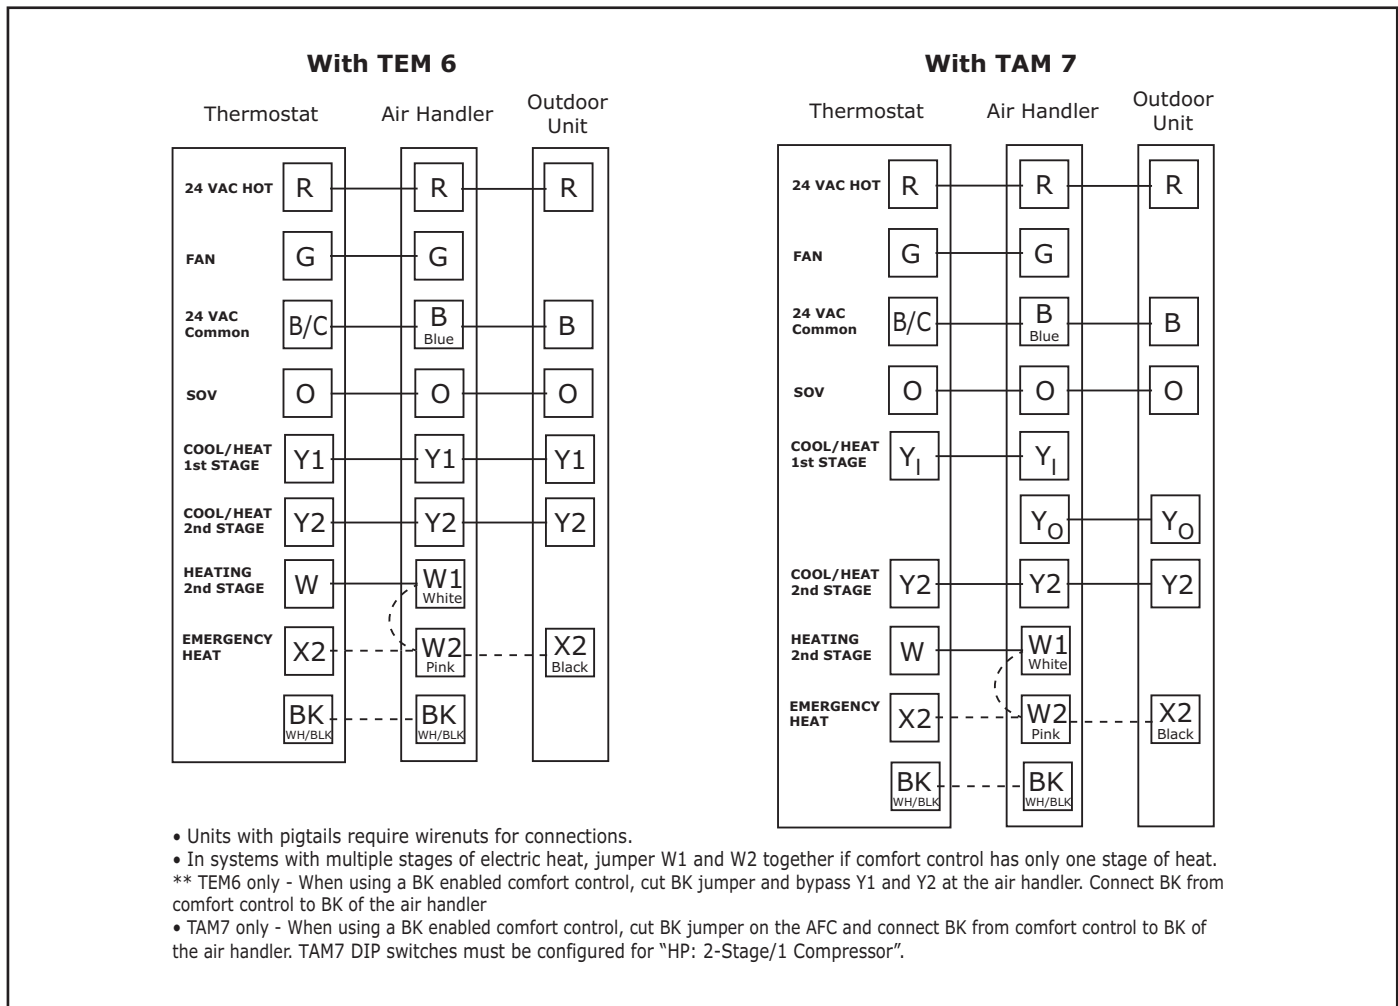 With TEM 6
Thermostat
Air Handler
Outdoor
Unit
24 VAC HOT R R R
FAN G G
24 VAC
Common
B/C B B
Blue
SOV O O O
COOL/HEAT
1st STAGE
Y1 Y1 Y1
COOL/HEAT
2nd STAGE
Y2 Y2 Y2
HEATING
2nd STAGE
W W1
White
EMERGENCY
HEAT
X2 W2 X2
Pink Black
BK BK
WH/BLK WH/BLK
With TAM 7
Thermostat
Air Handler
Outdoor
Unit
24 VAC HOT R R R
FAN G G
24 VAC
Common
B/C B B
Blue
SOV O O O
COOL/HEAT
1st STAGE
YI YI
YO YO
COOL/HEAT
2nd STAGE
Y2 Y2 Y2
HEATING
2nd STAGE
W W1
White
EMERGENCY
HEAT
X2 W2 X2
Pink Black
BK BK
WH/BLK WH/BLK
• Units with pigtails require wirenuts for connections.
• In systems with multiple stages of electric heat, jumper W1 and W2 together if comfort control has only one stage of heat.
** TEM6 only - When using a BK enabled comfort control, cut BK jumper and bypass Y1 and Y2 at the air handler. Connect BK from
comfort control to BK of the air handler
• TAM7 only - When using a BK enabled comfort control, cut BK jumper on the AFC and connect BK from comfort control to BK of
the air handler. TAM7 DIP switches must be configured for “HP: 2-Stage/1 Compressor”.